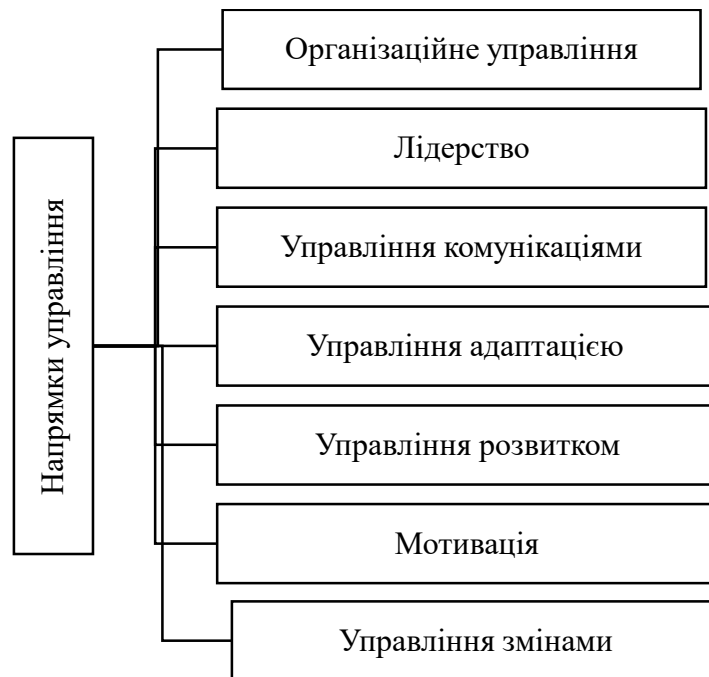 Напрямки управління
Організаційне управління
Лідерство
Управління комунікаціями
Управління адаптацією
Управління розвитком
Мотивація
Управління змінами